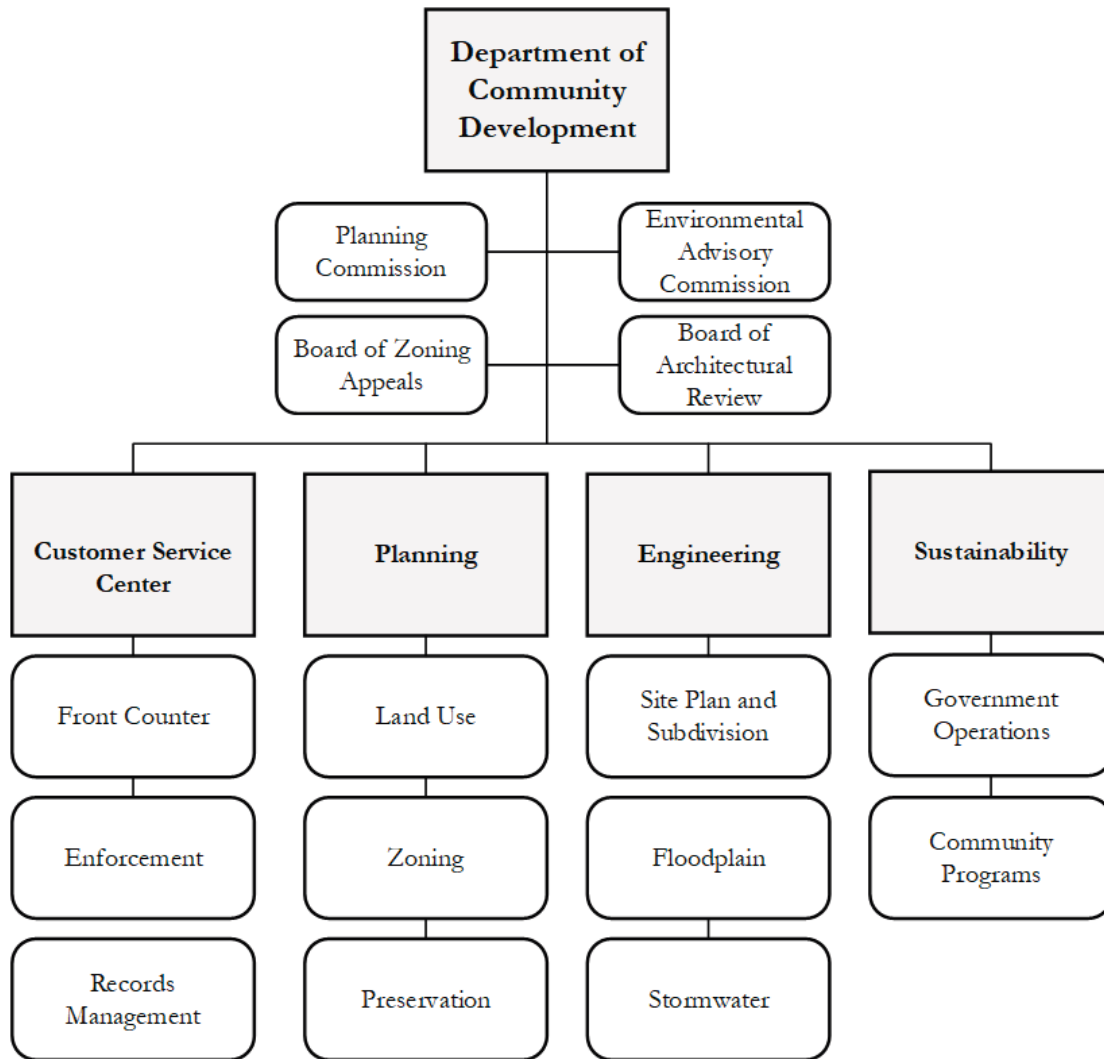 Department of
Community
Development
Planning
Commission
Environmental
Advisory
Commission
Board of Zoning
Appeals
Board of
Architectural
Review
Customer Service
Center
Planning
Engineering
Sustainability
Front Counter
Land Use
Site Plan and
Subdivision
Government
Operations
Enforcement
Zoning
Floodplain
Community
Programs
Records
Management
Preservation
Stormwater